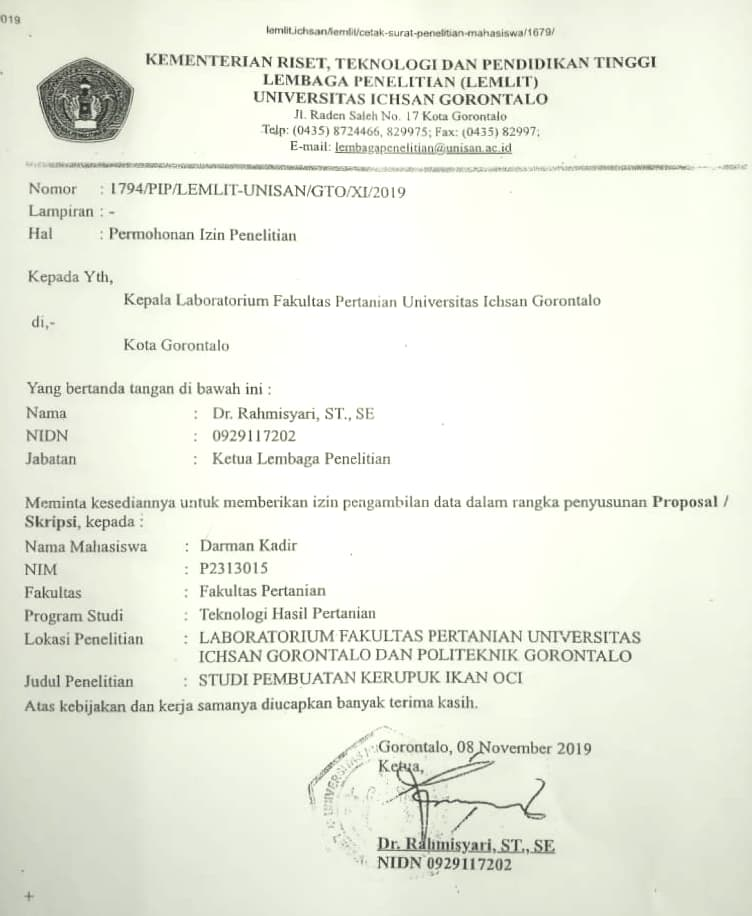 019
lemlit.ichsan/lemlit/cetak-surat-penelitian-mahasiswa/1679/
KEMENTERIAN RISET, TEKNOLOGI DAN PENDIDIKAN TINGGI
LEMBAGA PENELITIAN (LEMLIT)
UNIVERSITAS ICHSAN GORONTALO
Jl. Raden Saleh No. 17 Kota Gorontalo
Telp: (0435) 8724466, 829975; Fax: (0435) 82997;
E-mail: lembagapenelitian@unisan.ac.id
Nomor : 1794/PIP/LEMLIT-UNISAN/GTO/XI/2019
Lampiran : -
Hal : Permohonan Izin Penelitian
Kepada Yth,
Kepala Laboratorium Fakultas Pertanian Universitas Ichsan Gorontalo
di,-
Kota Gorontalo
Yang bertanda tangan di bawah ini :
Nama : Dr. Rahmisyari, ST., SE
NIDN : 0929117202
Jabatan : Ketua Lembaga Penelitian
Meminta kesediannya untuk memberikan izin pengambilan data dalam rangka penyusunan Proposal /
Skripsi, kepada :
Nama Mahasiswa : Darman Kadir
NIM : P2313015
Fakultas : Fakultas Pertanian
Program Studi : Teknologi Hasil Pertanian
Lokasi Penelitian : LABORATORIUM FAKULTAS PERTANIAN UNIVERSITAS
ICHSAN GORONTALO DAN POLITEKNIK GORONTALO
Judul Penelitian : STUDI PEMBUATAN KERUPUK IKAN OCI
Atas kebijakan dan kerja samanya diucapkan banyak terima kasih.
Gorontalo, 08 November 2019
Ketua,
Dr. Rahmisyari, ST., SE
NIDN 0929117202